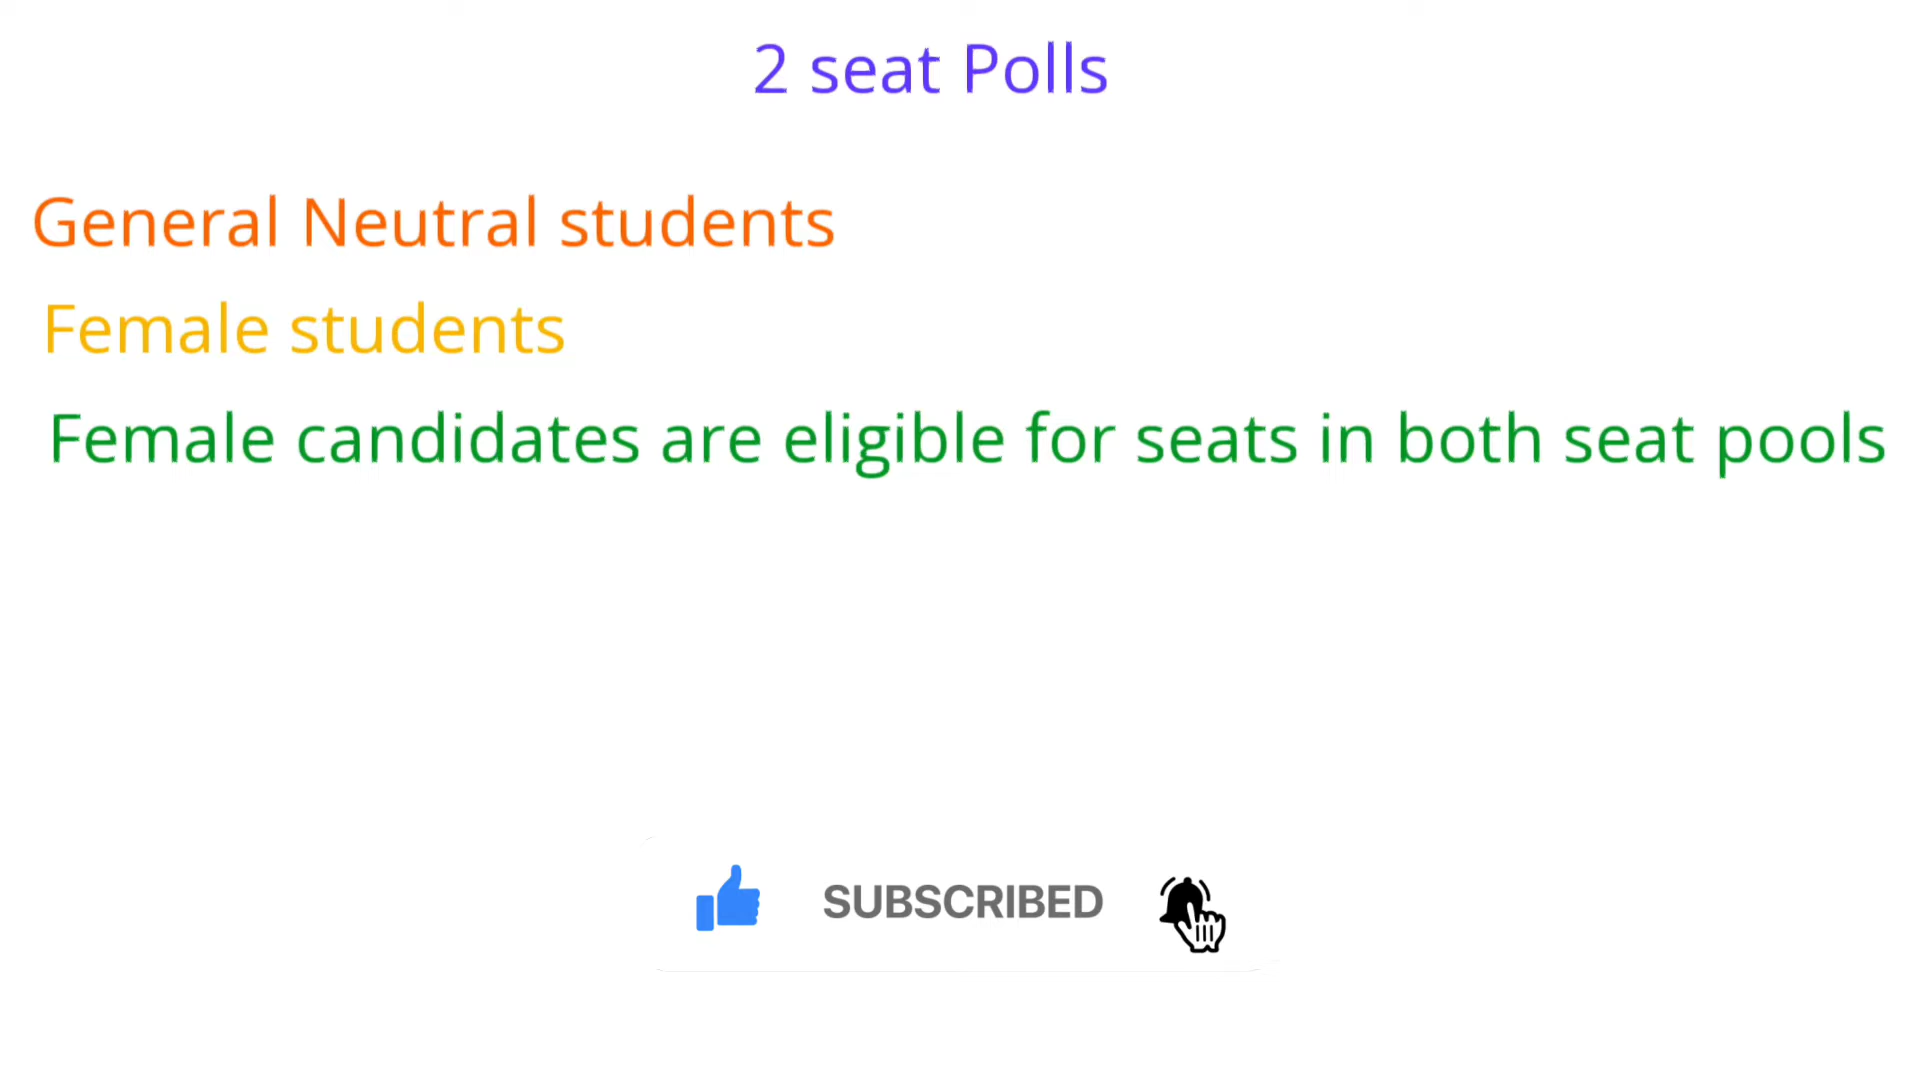 2 seat Polls
General Neutral students
Female students
Female candidates are eligible for seats in both seat pools
SUBSCRIBED